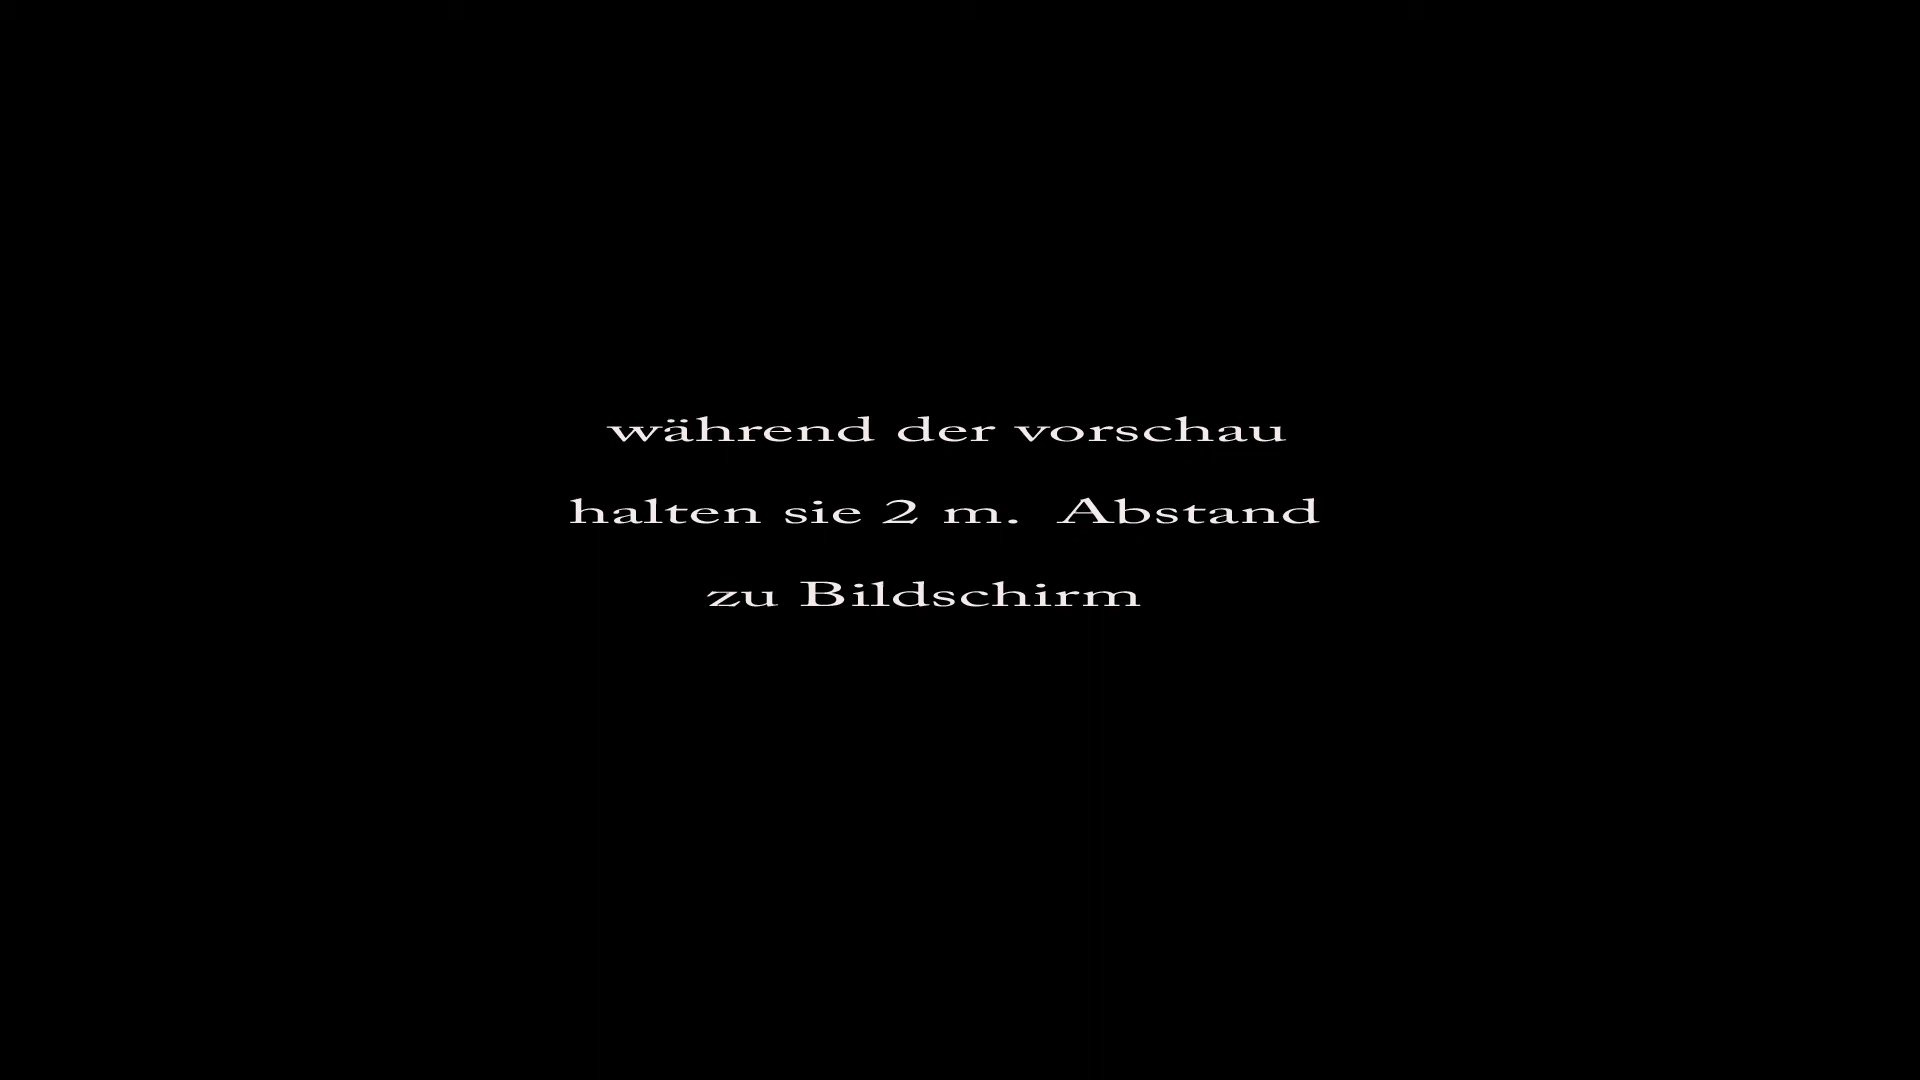 während der vorschau
halten sie 2 m. Abstand
zu Bildschirm